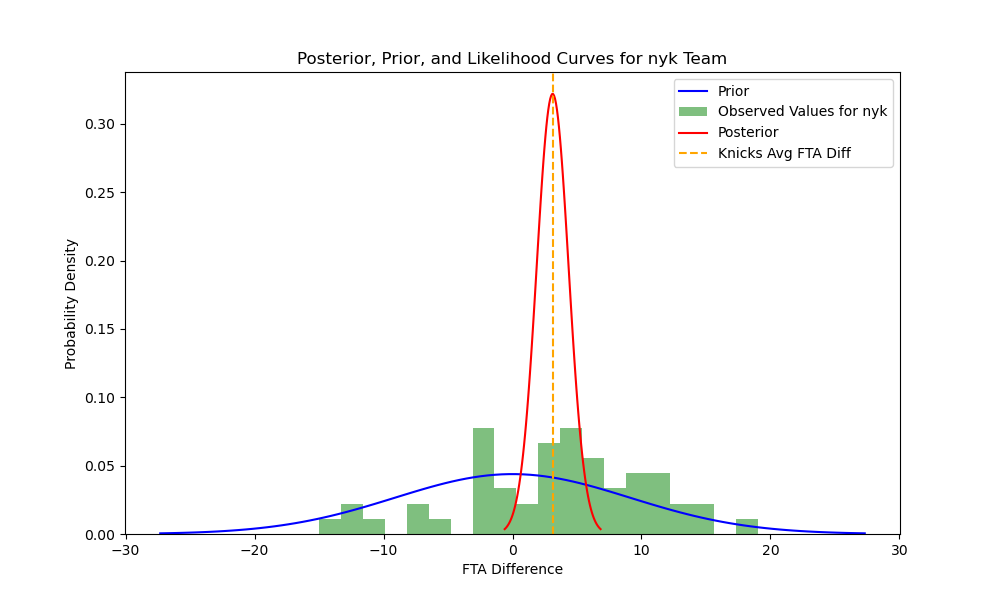 Posterior, Prior, and Likelihood Curves for nyk Team
Prior
Observed Values for nyk
Posterior
Knicks Avg FTA Diff
Probability Density
0.30
0.25
0.20
0.15
0.10
0.05
0.00
−30
−20
−10
0
10
20
30
FTA Difference